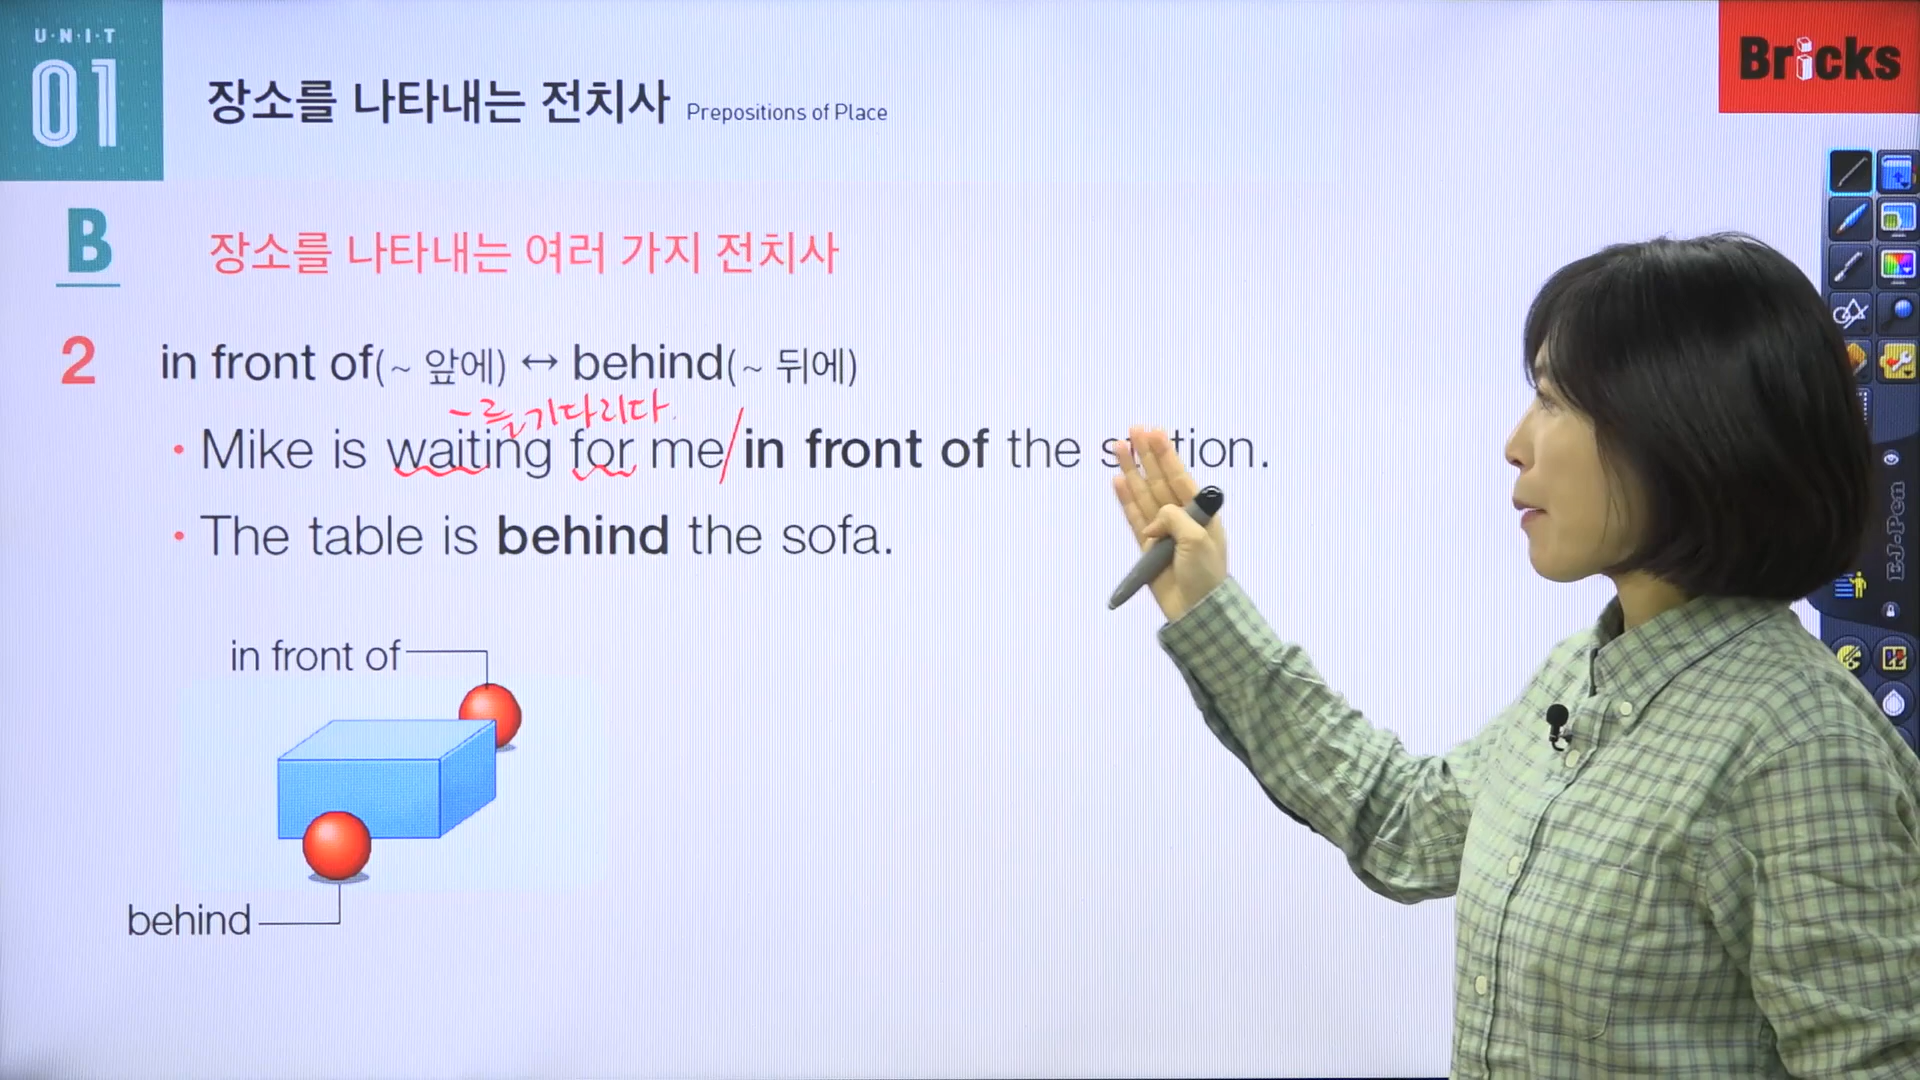 U·N·I·T
01
장소를 나타내는 전치사 Prepositions of Place
Bricks
B
장소를 나타내는 여러 가지 전치사
2 in front of(~ 앞에) ↔ behind(~ 뒤에)
~를 기다리다.
• Mike is waiting for me/in front of the station.
• The table is behind the sofa.
in front of
behind
EJ-Pen